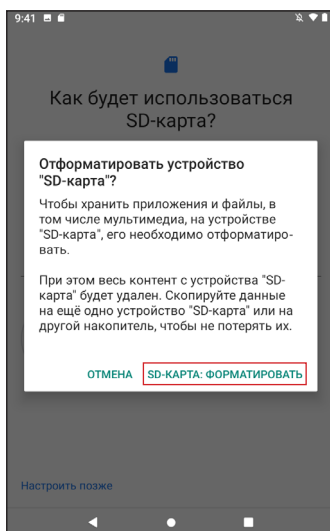 9:41
Как будет использоваться
SD-карта?
Отформатировать устройство
"SD-карта"?
Чтобы хранить приложения и файлы, в
том числе мультимедиа, на устройстве
"SD-карта", его необходимо отформатиро-
вать.
При этом весь контент с устройства "SD-
карта" будет удален. Скопируйте данные
на ещё одно устройство "SD-карта" или на
другой накопитель, чтобы не потерять их.
ОТМЕНА SD-КАРТА: ФОРМАТИРОВАТЬ
Настроить позже